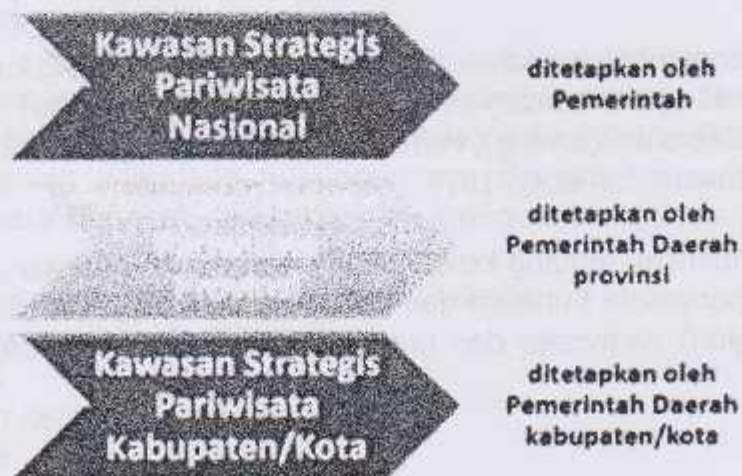 Kawasan Strategis
Pariwisata
Nasional
ditetapkan oleh
Pemerintah
ditetapkan oleh
Pemerintah Daerah
provinsi
Kawasan Strategis
Pariwisata
Kabupaten/Kota
ditetapkan oleh
Pemerintah Daerah
kabupaten/kota